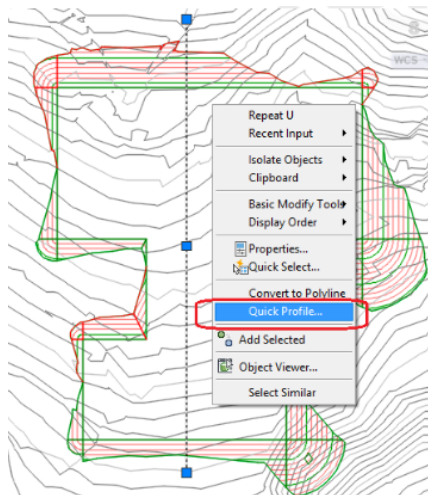 S
WCS
Repeat U
Recent Input
Isolate Objects
Clipboard
Basic Modify Tools
Display Order
Properties...
Quick Select...
Convert to Polyline
Quick Profile...
Add Selected
Object Viewer...
Select Similar